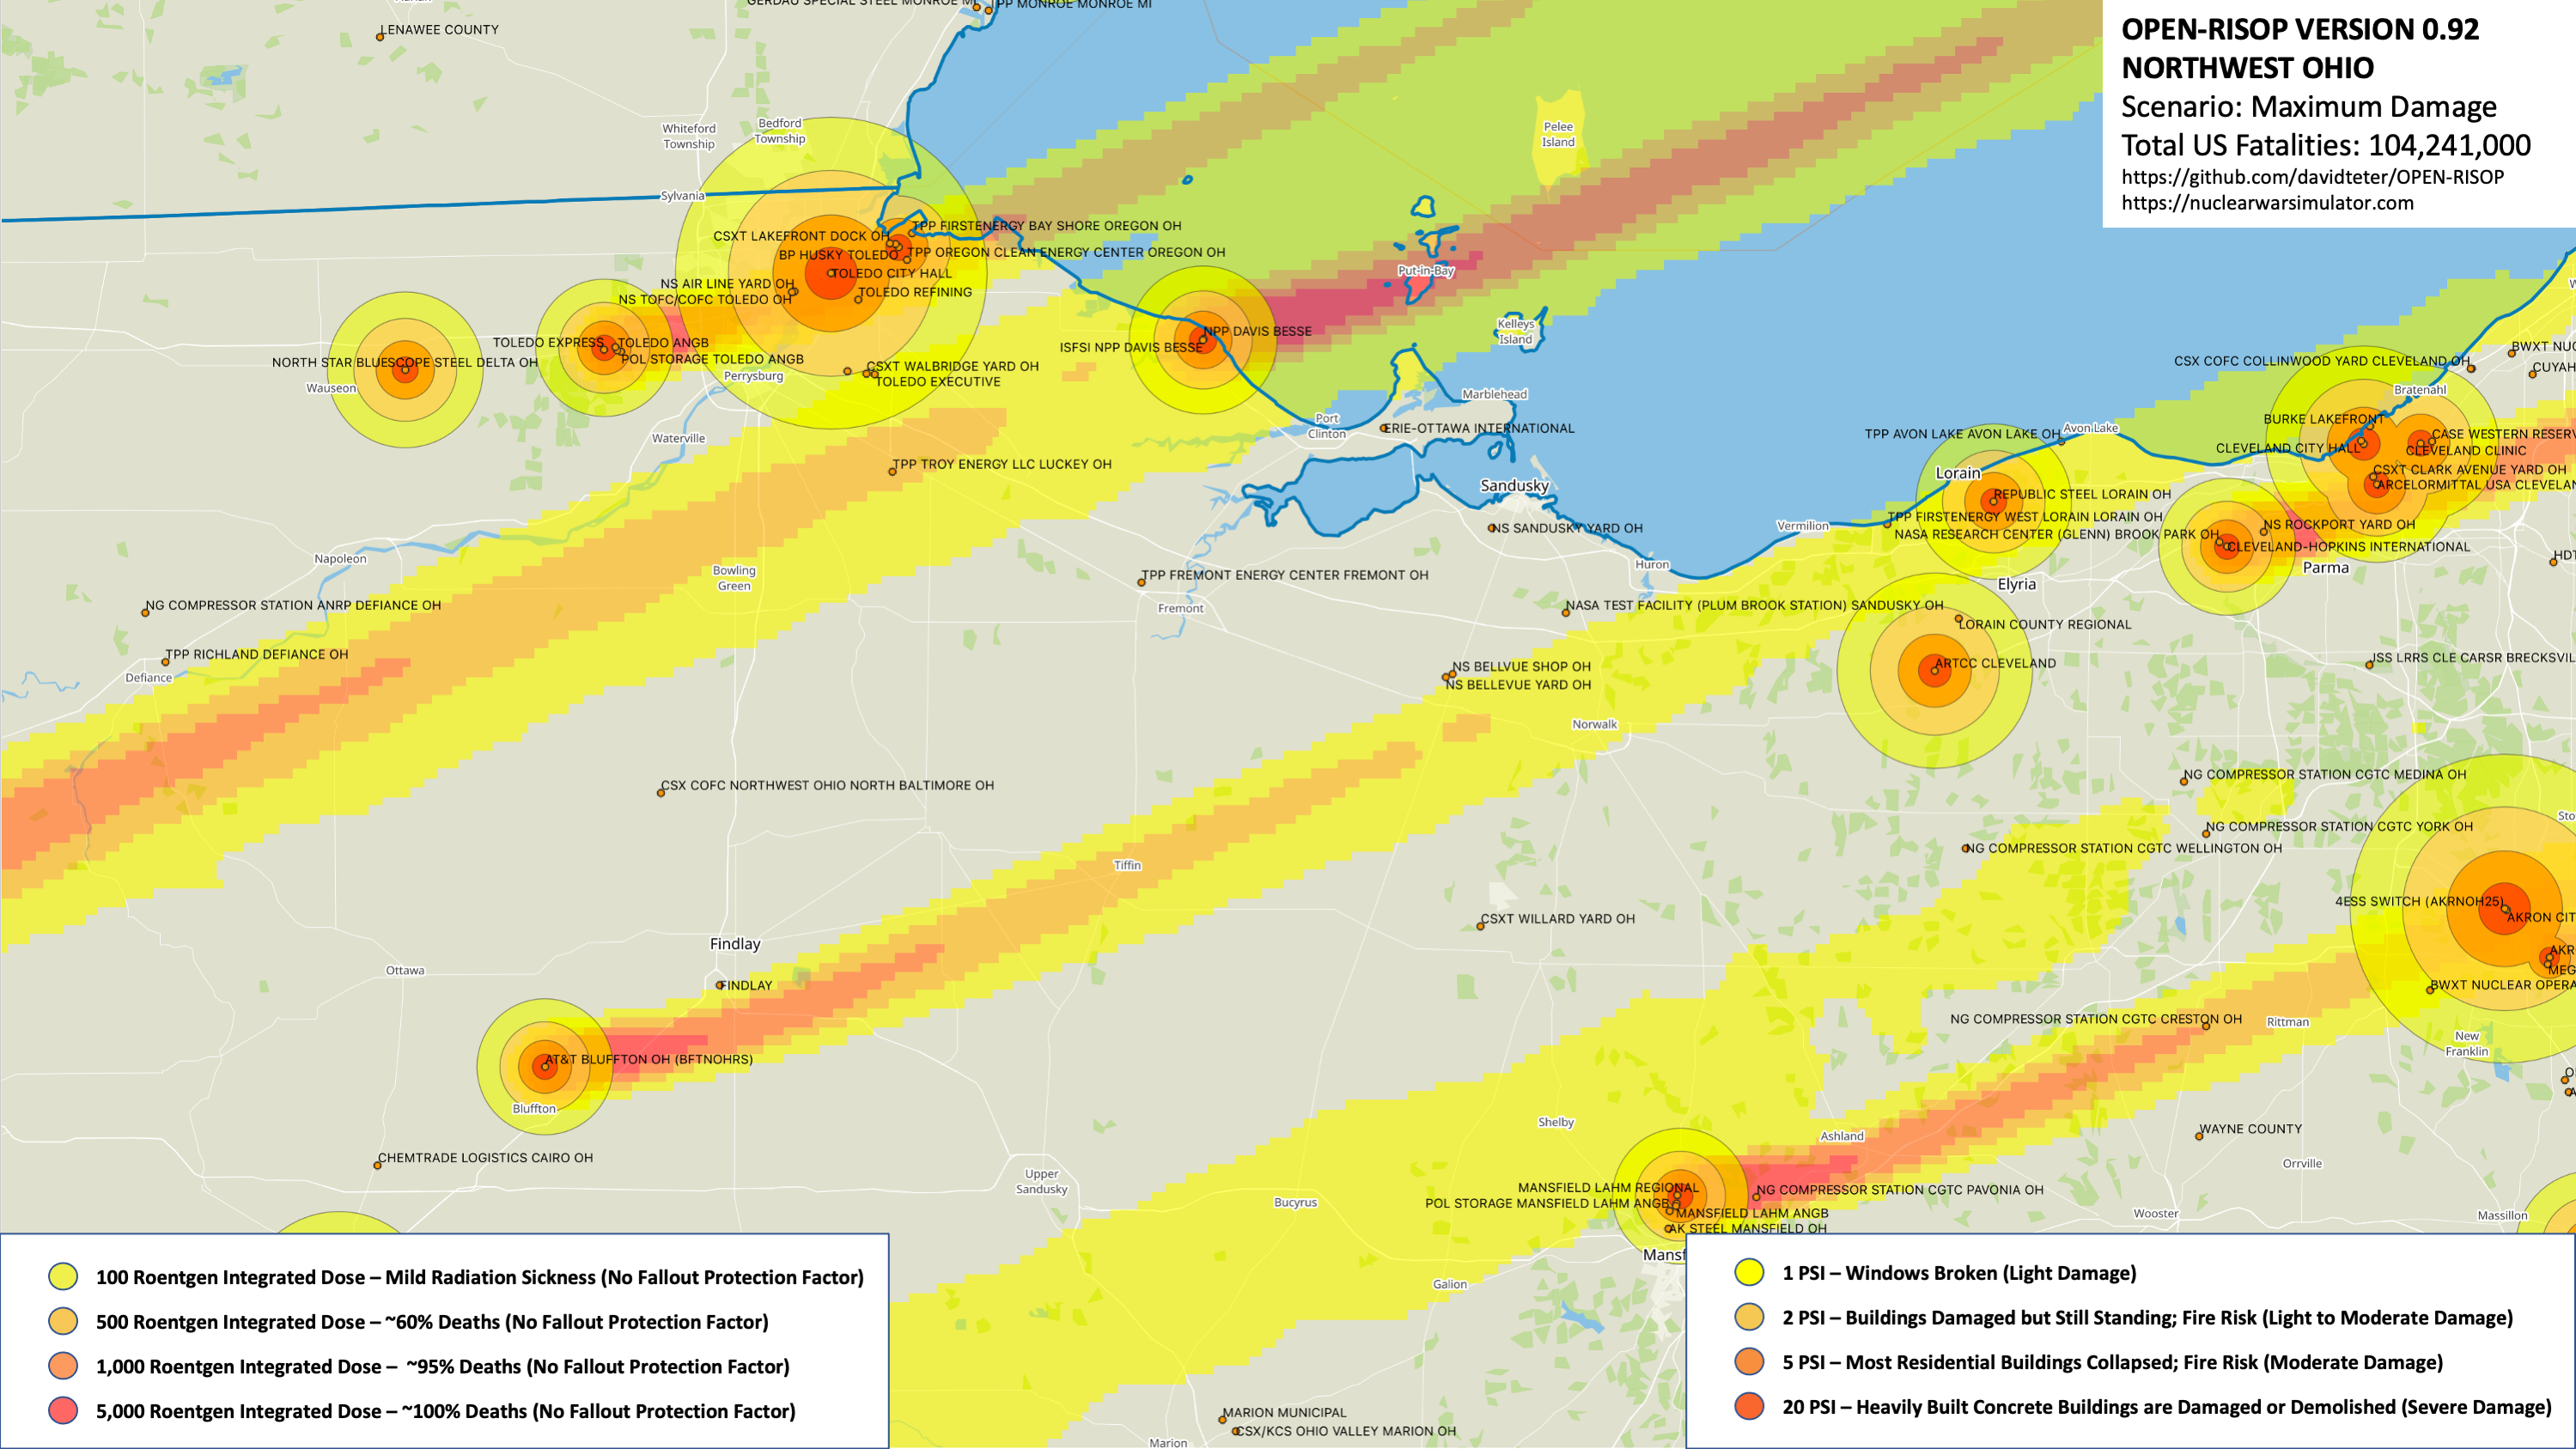 GERDAU SPECIAL STEEL MONROE MI
TPP MONROE MONROE MI
LENAWEE COUNTY
OPEN-RISOP VERSION 0.92
NORTHWEST OHIO
Scenario: Maximum Damage
Total US Fatalities: 104,241,000
https://github.com/davidteter/OPEN-RISOP
https://nuclearwarsimulator.com
Whiteford
Township
Bedford
Township
Pelee
Island
Sylvania
TPP FIRSTENERGY BAY SHORE OREGON OH
CSXT LAKEFRONT DOCK OH
BP HUSKY TOLEDO
TPP OREGON CLEAN ENERGY CENTER OREGON OH
TOLEDO CITY HALL
NS AIR LINE YARD OH
TOLEDO REFINING
NS TOFC/COFC TOLEDO OH
Put-in-Bay
Kelleys
Island
NPP DAVIS BESSE
ISFSI NPP DAVIS BESSE
TOLEDO EXPRESS
TOLEDO ANGB
POL STORAGE TOLEDO ANGB
NORTH STAR BLUESCOPE STEEL DELTA OH
Wauseon
Perrysburg
CSXT WALBRIDGE YARD OH
TOLEDO EXECUTIVE
BWXT NUC
CSX COFC COLLINWOOD YARD CLEVELAND OH
CUYAH
Bratenahl
Marblehead
Port
Clinton
ERIE-OTTAWA INTERNATIONAL
BURKE LAKEFRONT
TPP AVON LAKE AVON LAKE OH
Avon Lake
CASE WESTERN RESERV
CLEVELAND CITY HALL
CLEVELAND CLINIC
Waterville
TPP TROY ENERGY LLC LUCKEY OH
CSXT CLARK AVENUE YARD OH
ARCELORMITTAL USA CLEVELAN
Lorain
Sandusky
REPUBLIC STEEL LORAIN OH
NS SANDUSKY YARD OH
Vermilion
TPP FIRSTENERGY WEST LORAIN LORAIN OH
NS ROCKPORT YARD OH
NASA RESEARCH CENTER (GLENN) BROOK PARK OH
CLEVELAND-HOPKINS INTERNATIONAL
HDT
Parma
Napoleon
Bowling
Green
Huron
TPP FREMONT ENERGY CENTER FREMONT OH
Elyria
Fremont
NG COMPRESSOR STATION ANRP DEFIANCE OH
NASA TEST FACILITY (PLUM BROOK STATION) SANDUSKY OH
LORAIN COUNTY REGIONAL
TPP RICHLAND DEFIANCE OH
Defiance
NS BELLVUE SHOP OH
NS BELLEVUE YARD OH
ARTCC CLEVELAND
JSS LRRS CLE CARSR BRECKSVIL
Norwalk
CSX COFC NORTHWEST OHIO NORTH BALTIMORE OH
NG COMPRESSOR STATION CGTC MEDINA OH
Sto
NG COMPRESSOR STATION CGTC YORK OH
NG COMPRESSOR STATION CGTC WELLINGTON OH
Tiffin
4ESS SWITCH (AKRNOH25)
AKRON CIT
CSXT WILLARD YARD OH
Findlay
AKR
MEG
Ottawa
FINDLAY
BWXT NUCLEAR OPERA
NG COMPRESSOR STATION CGTC CRESTON OH
Rittman
New
Franklin
AT&T BLUFFTON OH (BFTNOHRS)
Bluffton
Shelby
Ashland
WAYNE COUNTY
CHEMTRADE LOGISTICS CAIRO OH
Orrville
Upper
Sandusky
Bucyrus
MANSFIELD LAHM REGIONAL
NG COMPRESSOR STATION CGTC PAVONIA OH
POL STORAGE MANSFIELD LAHM ANGB
MANSFIELD LAHM ANGB
AK STEEL MANSFIELD OH
Wooster
Massillon
Mansf
Galion
100 Roentgen Integrated Dose – Mild Radiation Sickness (No Fallout Protection Factor)
500 Roentgen Integrated Dose – ~60% Deaths (No Fallout Protection Factor)
1,000 Roentgen Integrated Dose – ~95% Deaths (No Fallout Protection Factor)
5,000 Roentgen Integrated Dose – ~100% Deaths (No Fallout Protection Factor)
1 PSI – Windows Broken (Light Damage)
2 PSI – Buildings Damaged but Still Standing; Fire Risk (Light to Moderate Damage)
5 PSI – Most Residential Buildings Collapsed; Fire Risk (Moderate Damage)
20 PSI – Heavily Built Concrete Buildings are Damaged or Demolished (Severe Damage)
MARION MUNICIPAL
CSX/KCS OHIO VALLEY MARION OH
Marion